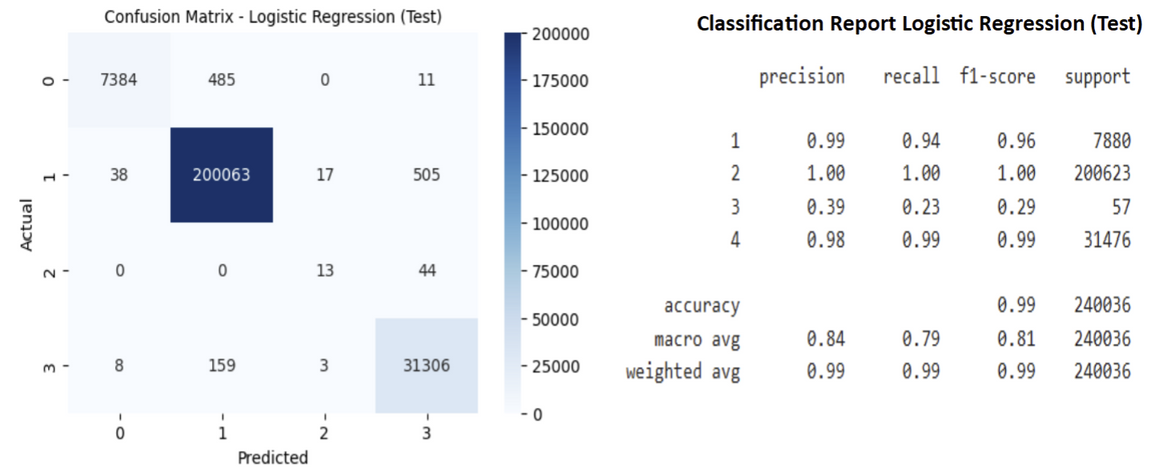 Confusion Matrix - Logistic Regression (Test)
0 7384 485 0 11
1 38 200063 17 505
2 0 0 13 44
3 8 159 3 31306
0 1 2 3
Actual
Predicted
200000
175000
150000
125000
100000
75000
50000
25000
0
Classification Report Logistic Regression (Test)
precision recall f1-score support
1 0.99 0.94 0.96 7880
2 1.00 1.00 1.00 200623
3 0.39 0.23 0.29 57
4 0.98 0.99 0.99 31476
accuracy 0.99 240036
macro avg 0.84 0.79 0.81 240036
weighted avg 0.99 0.99 0.99 240036